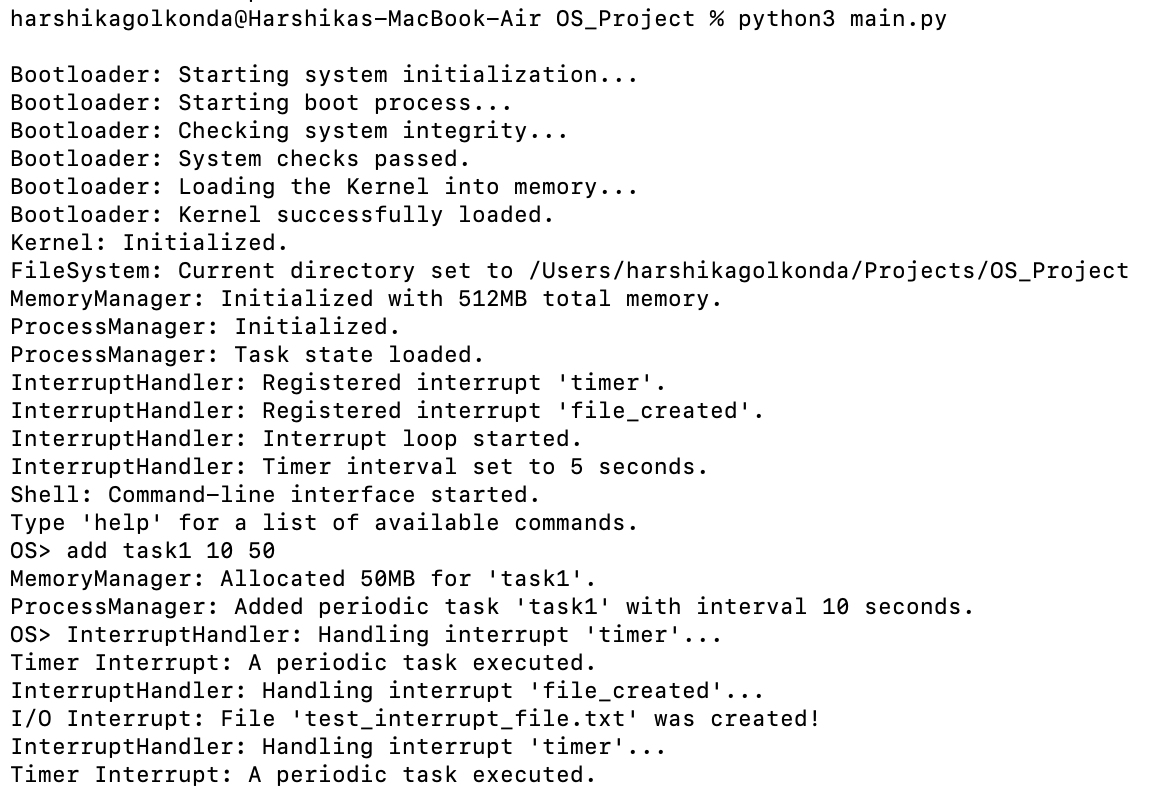 harshikagolkonda@Harshikas-MacBook-Air OS_Project % python3 main.py
Bootloader: Starting system initialization...
Bootloader: Starting boot process...
Bootloader: Checking system integrity...
Bootloader: System checks passed.
Bootloader: Loading the Kernel into memory...
Bootloader: Kernel successfully loaded.
Kernel: Initialized.
FileSystem: Current directory set to /Users/harshikagolkonda/Projects/OS_Project
MemoryManager: Initialized with 512MB total memory.
ProcessManager: Initialized.
ProcessManager: Task state loaded.
InterruptHandler: Registered interrupt 'timer'.
InterruptHandler: Registered interrupt 'file_created'.
InterruptHandler: Interrupt loop started.
InterruptHandler: Timer interval set to 5 seconds.
Shell: Command-line interface started.
Type 'help' for a list of available commands.
OS> add task1 10 50
MemoryManager: Allocated 50MB for 'task1'.
ProcessManager: Added periodic task 'task1' with interval 10 seconds.
OS> InterruptHandler: Handling interrupt 'timer'...
Timer Interrupt: A periodic task executed.
InterruptHandler: Handling interrupt 'file_created'...
I/O Interrupt: File 'test_interrupt_file.txt' was created!
InterruptHandler: Handling interrupt 'timer'...
Timer Interrupt: A periodic task executed.